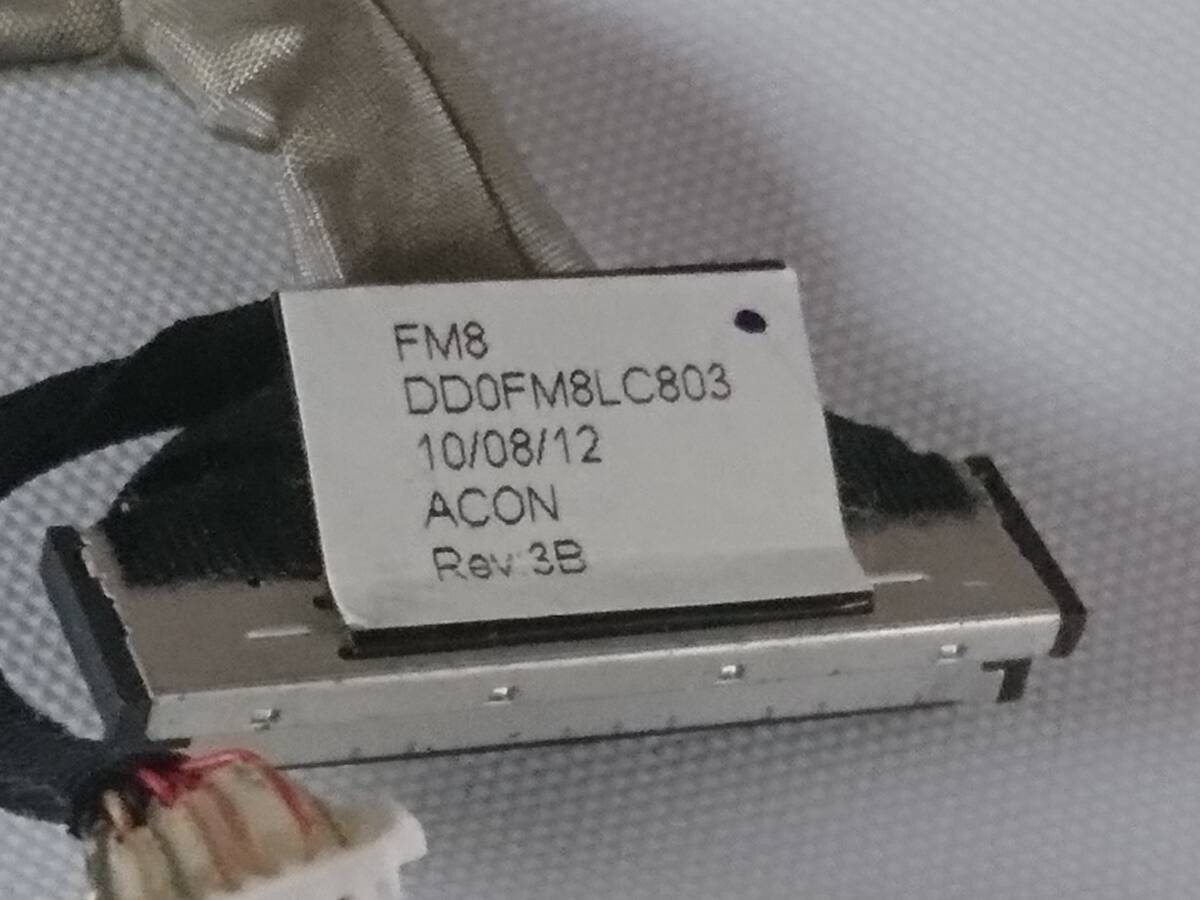 FM8
DD0FM8LC803
10/08/12
ACON
Rev:3B